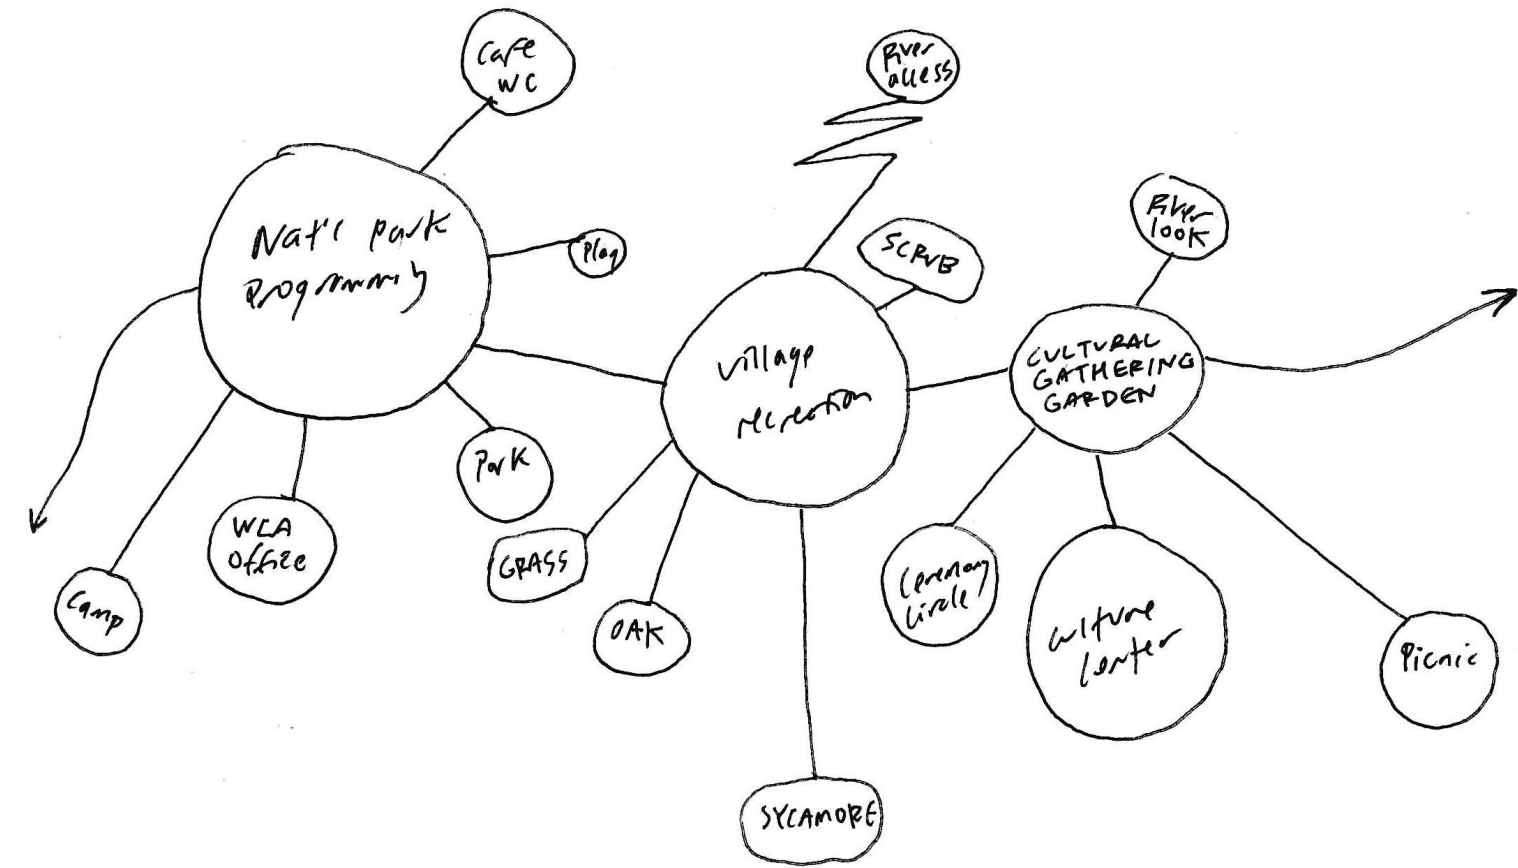 Cafe
WC
River
access
Nat'l park
programming
Play
SCRUB
River
look
village
recreation
CULTURAL
GATHERING
GARDEN
Park
WCA
office
GRASS
Camp
OAK
Ceremony
circle
culture
center
Picnic
SYCAMORE